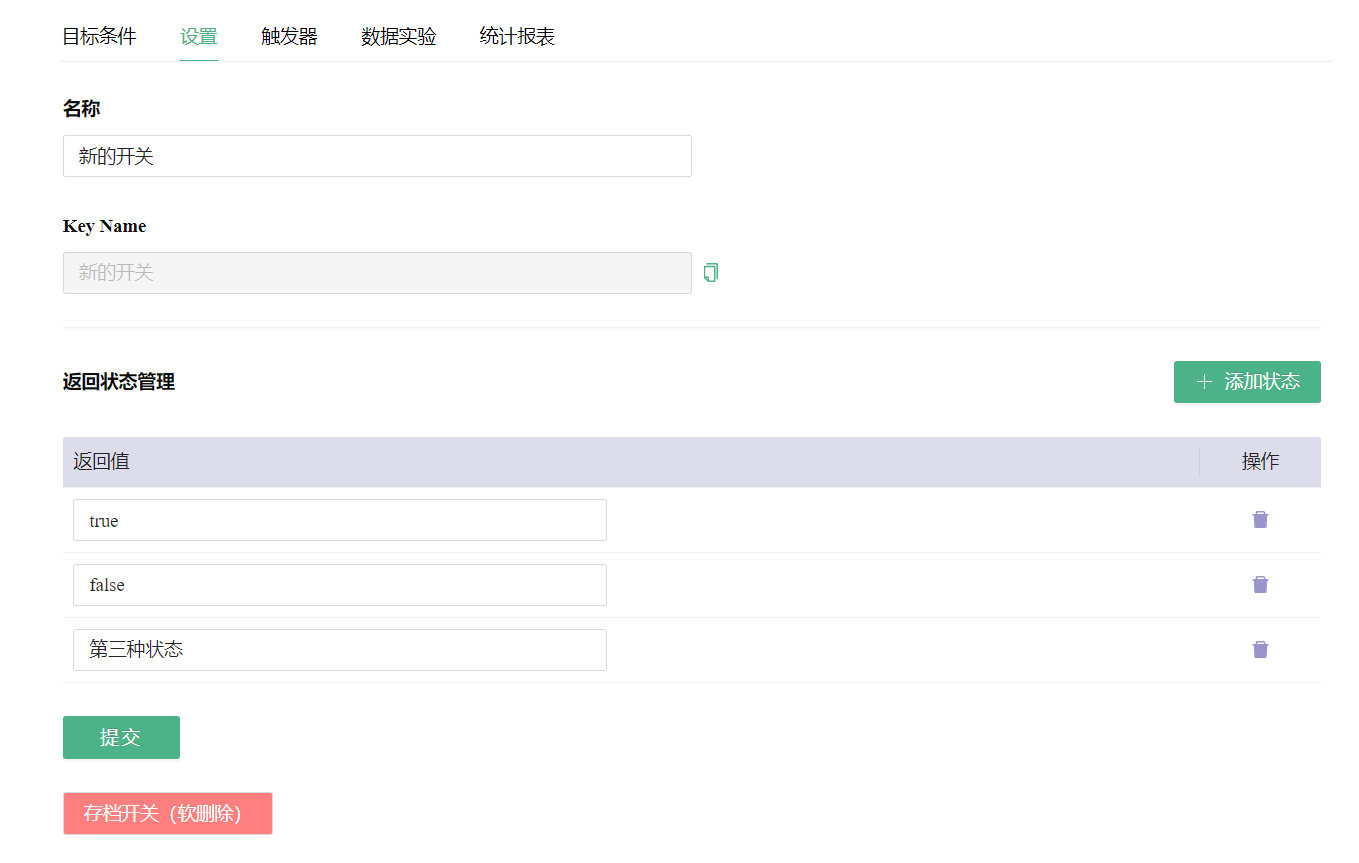 目标条件 设置 触发器 数据实验 统计报表
名称
新的开关
Key Name
新的开关
返回状态管理 添加状态
返回值 操作
true
false
第三种状态
提交
存档开关（软删除）